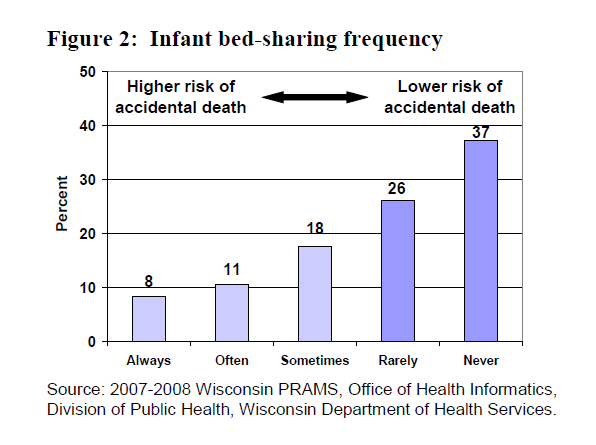 Figure 2: Infant bed-sharing frequency
50
Higher risk of
accidental death
Lower risk of
accidental death
40
37
30
26
Percent
20
18
11
10
8
0
Always Often Sometimes Rarely Never
Source: 2007-2008 Wisconsin PRAMS, Office of Health Informatics,
Division of Public Health, Wisconsin Department of Health Services.